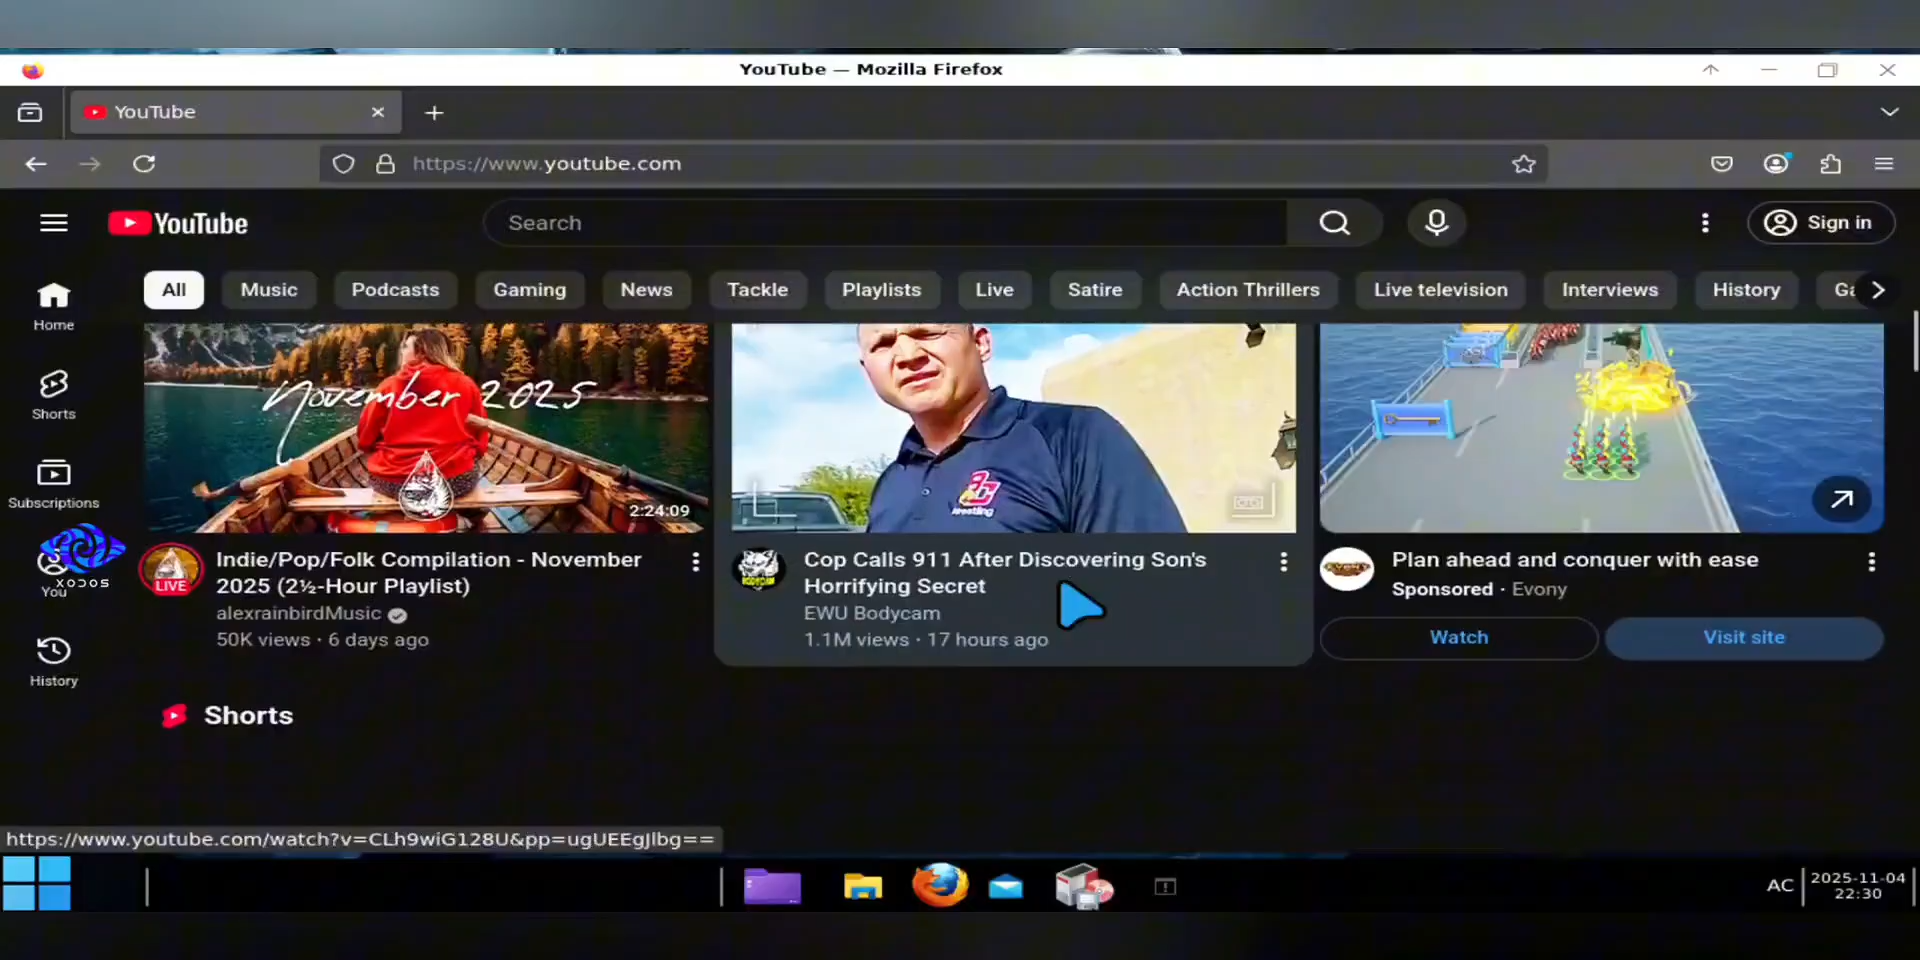 YouTube — Mozilla Firefox
YouTube
https://www.youtube.com
YouTube
Search
Sign in
All
Music
Podcasts
Gaming
News
Tackle
Playlists
Live
Satire
Action Thrillers
Live television
Interviews
History
Home
Shorts
Subscriptions
You
History
XODOS
November 2025
2:24:09
LIVE
Indie/Pop/Folk Compilation - November
2025 (2½-Hour Playlist)
alexrainbirdMusic
50K views · 6 days ago
wrestling
BODYCAM
Cop Calls 911 After Discovering Son's
Horrifying Secret
EWU Bodycam
1.1M views · 17 hours ago
Plan ahead and conquer with ease
Sponsored · Evony
Watch
Visit site
Shorts
https://www.youtube.com/watch?v=CLh9wiG128U&pp=ugUEEgJlbg==
AC
2025-11-04
22:30